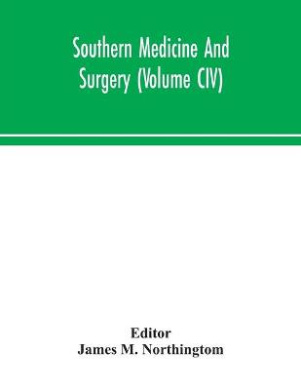 Southern Medicine And
Surgery (Volume CIV)
Editor
James M. Northingtom